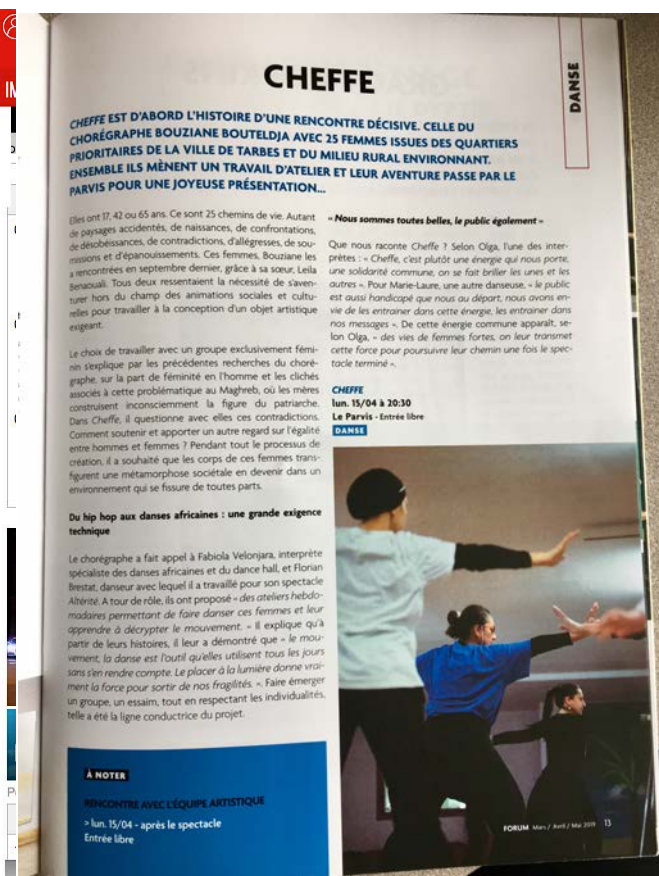 IM
CHEFFE
DANSE
CHEFFE EST D'ABORD L'HISTOIRE D'UNE RENCONTRE DÉCISIVE. CELLE DU
CHORÉGRAPHE BOUZIANE BOUTELDJA AVEC 25 FEMMES ISSUES DES QUARTIERS
PRIORITAIRES DE LA VILLE DE TARBES ET DU MILIEU RURAL ENVIRONNANT.
ENSEMBLE ILS MÈNENT UN TRAVAIL D'ATELIER ET LEUR AVENTURE PASSE PAR LE
PARVIS POUR UNE JOYEUSE PRÉSENTATION...
Elles ont 17, 42 ou 65 ans. Ce sont 25 chemins de vie. Autant
de paysages accidentés, de naissances, de confrontations,
de désobéissances, de contradictions, d'allégresses, de sou-
missions et d'épanouissements. Ces femmes, Bouziane les
a rencontrées en septembre dernier, grâce à sa sœur, Leïla
Benaouali. Tous deux ressentaient la nécessité de s'aven-
turer hors du champ des animations sociales et cultu-
relles pour travailler à la conception d'un objet artistique
exigeant.
Le choix de travailler avec un groupe exclusivement fémi-
nin s'explique par les précédentes recherches du choré-
graphe, sur la part de féminité en l'homme et les clichés
associés à cette problématique au Maghreb, où les mères
construisent inconsciemment la figure du patriarche.
Dans Cheffe, il questionne avec elles ces contradictions.
Comment soutenir et apporter un autre regard sur l'égalité
entre hommes et femmes ? Pendant tout le processus de
création, il a souhaité que les corps de ces femmes trans-
figurent une métamorphose sociétale en devenir dans un
environnement qui se fissure de toutes parts.
Du hip hop aux danses africaines : une grande exigence
technique
Le chorégraphe a fait appel à Fabiola Velonjara, interprète
spécialiste des danses africaines et du dance hall, et Florian
Brestat, danseur avec lequel il a travaillé pour son spectacle
Altérité. A tour de rôle, ils ont proposé « des ateliers hebdo-
madaires permettant de faire danser ces femmes et leur
apprendre à décrypter le mouvement. » Il explique qu'à
partir de leurs histoires, il leur a démontré que « le mou-
vement, la danse est l'outil qu'elles utilisent tous les jours
sans s'en rendre compte. Le placer à la lumière donne vrai-
ment la force pour sortir de nos fragilités. ». Faire émerger
un groupe, un essaim, tout en respectant les individualités,
telle a été la ligne conductrice du projet.
« Nous sommes toutes belles, le public également »
Que nous raconte Cheffe ? Selon Olga, l'une des inter-
prètes : « Cheffe, c'est plutôt une énergie qui nous porte,
une solidarité commune, on se fait briller les unes et les
autres ». Pour Marie-Laure, une autre danseuse, « le public
est aussi handicapé que nous au départ, nous avons en-
vie de les entrainer dans cette énergie, les entrainer dans
nos messages ». De cette énergie commune apparaît, se-
lon Olga, « des vies de femmes fortes, on leur transmet
cette force pour poursuivre leur chemin une fois le spec-
tacle terminé ».
CHEFFE
lun. 15/04 à 20:30
Le Parvis - Entrée libre
DANSE
À NOTER
RENCONTRE AVEC L'ÉQUIPE ARTISTIQUE
> lun. 15/04 - après le spectacle
Entrée libre
FORUM Mars / Avril / Mai 2019 13